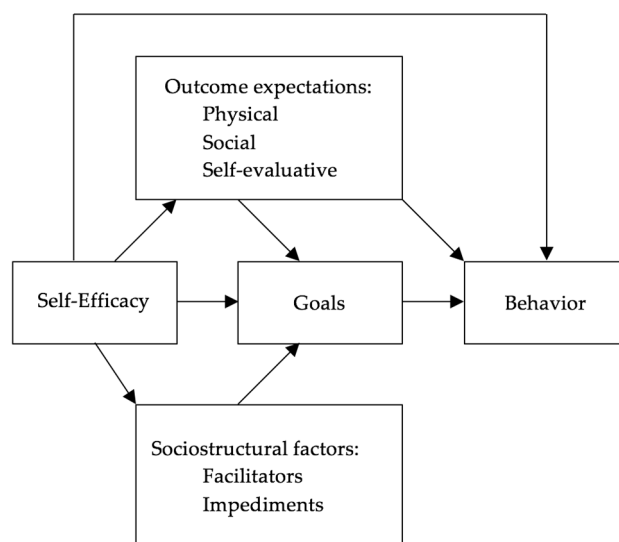 Outcome expectations:
Physical
Social
Self-evaluative
Self-Efficacy
Goals
Behavior
Sociostructural factors:
Facilitators
Impediments